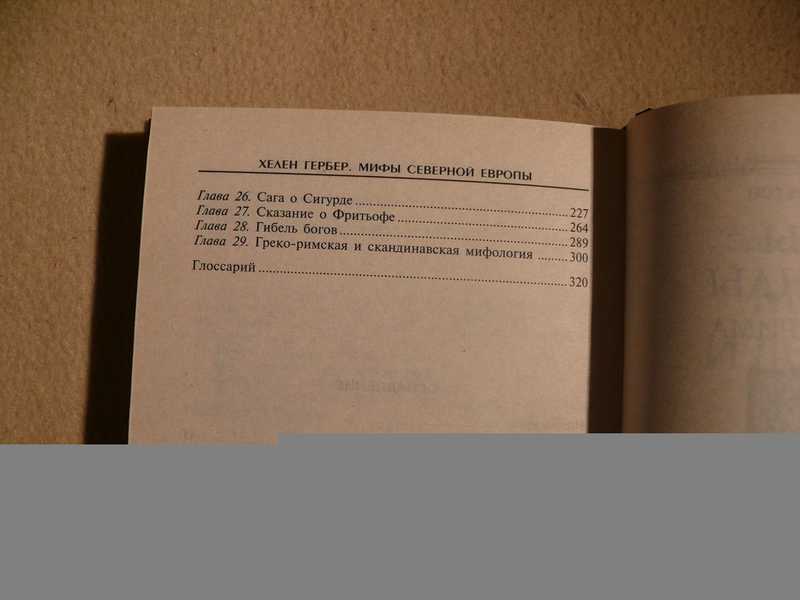 ХЕЛЕН ГЕРБЕР. МИФЫ СЕВЕРНОЙ ЕВРОПЫ
Глава 26. Сага о Сигурде 227
Глава 27. Сказание о Фритьофе 264
Глава 28. Гибель богов 289
Глава 29. Греко-римская и скандинавская мифология 300
Глоссарий 320